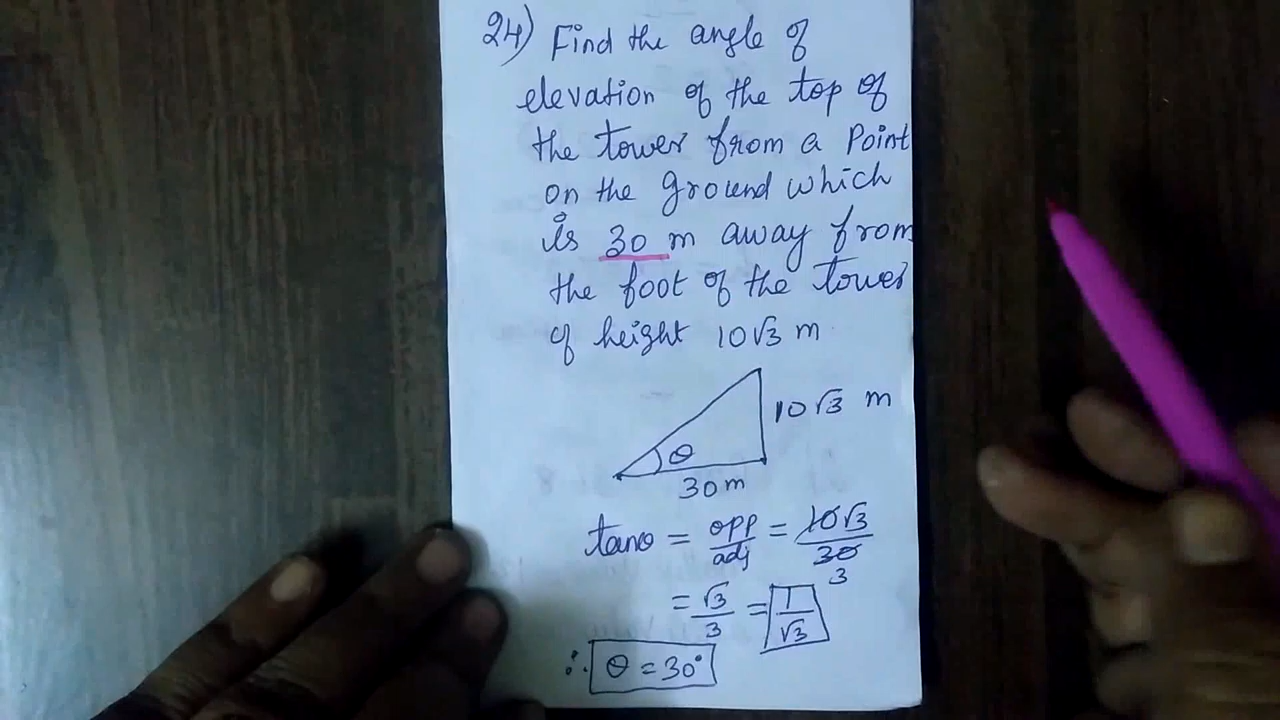 24) Find the angle of
elevation of the top of
the tower from a point
on the ground which
is 30 m away from
the foot of the tower
of height 10√3 m
10√3 m
θ
30m
tanθ = opp/adj = 10√3/30
3
= √3/3 = 1/√3
∴ θ = 30°